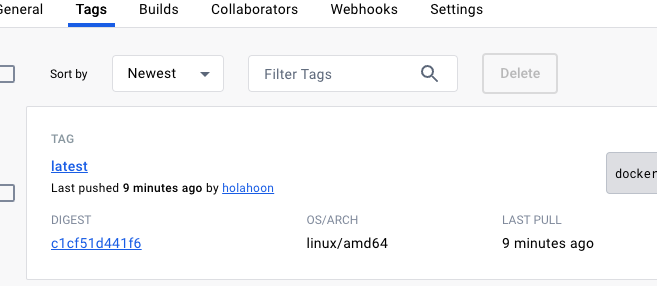 General Tags Builds Collaborators Webhooks Settings
Sort by Newest Filter Tags Delete
TAG
latest
Last pushed 9 minutes ago by holahoon
docker
DIGEST OS/ARCH LAST PULL
c1cf51d441f6 linux/amd64 9 minutes ago